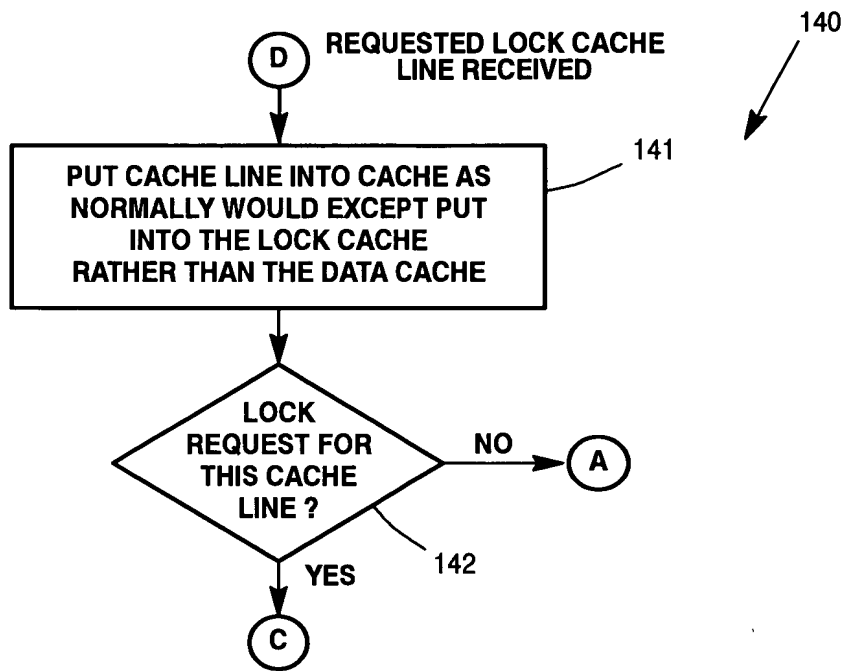 140
D
REQUESTED LOCK CACHE
LINE RECEIVED
141
PUT CACHE LINE INTO CACHE AS
NORMALLY WOULD EXCEPT PUT
INTO THE LOCK CACHE
RATHER THAN THE DATA CACHE
LOCK
REQUEST FOR
THIS CACHE
LINE ?
NO
A
142
YES
C